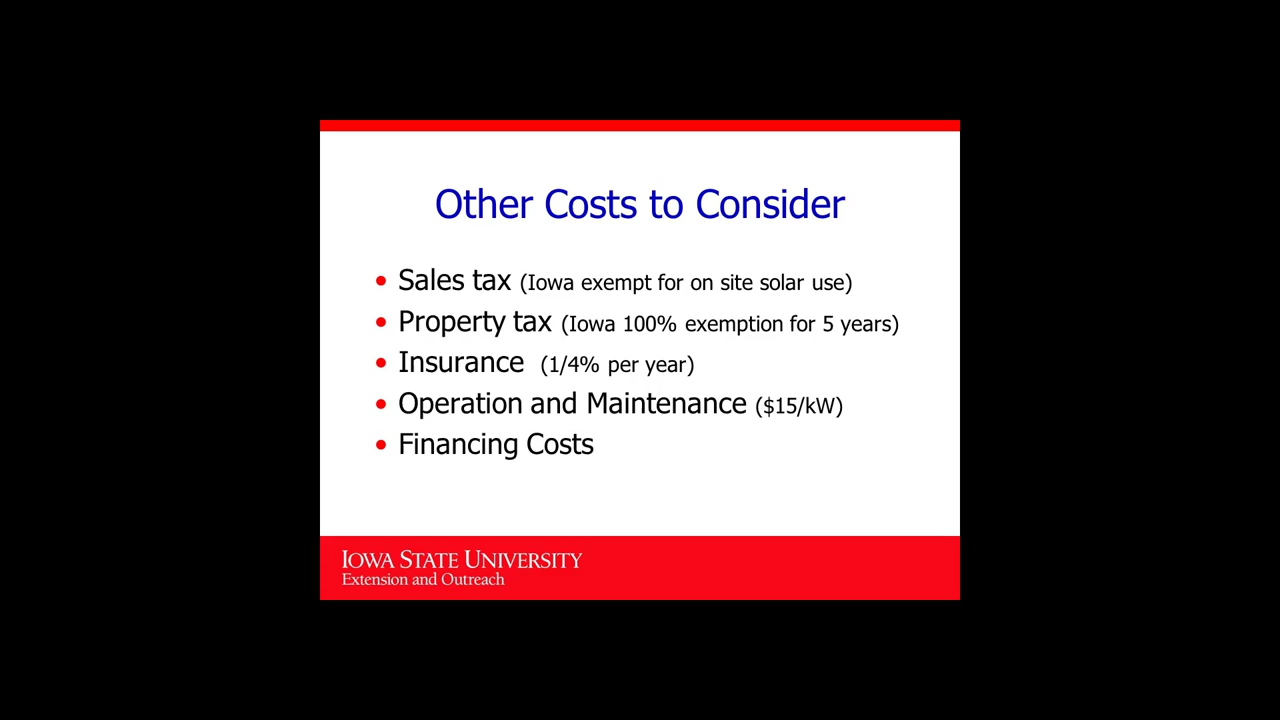 Other Costs to Consider
• Sales tax (Iowa exempt for on site solar use)
• Property tax (Iowa 100% exemption for 5 years)
• Insurance (1/4% per year)
• Operation and Maintenance ($15/kW)
• Financing Costs
IOWA STATE UNIVERSITY
Extension and Outreach